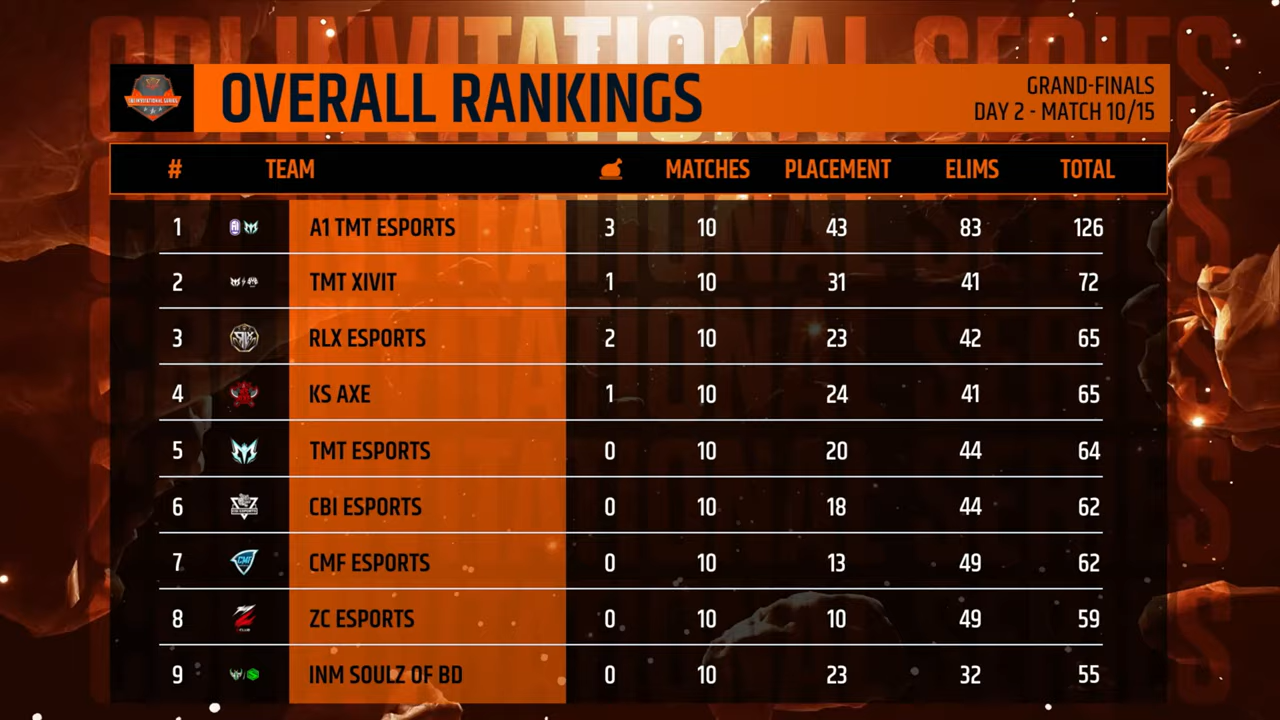 CBI INVITATIONAL SERIES
OVERALL RANKINGS
GRAND-FINALS
DAY 2 - MATCH 10/15
# TEAM MATCHES PLACEMENT ELIMS TOTAL
1 A1 TMT ESPORTS 3 10 43 83 126
2 TMT XIVIT 1 10 31 41 72
3 RLX ESPORTS 2 10 23 42 65
4 KS AXE 1 10 24 41 65
5 TMT ESPORTS 0 10 20 44 64
6 CBI ESPORTS 0 10 18 44 62
7 CMF ESPORTS 0 10 13 49 62
8 ZC ESPORTS 0 10 10 49 59
9 INM SOULZ OF BD 0 10 23 32 55